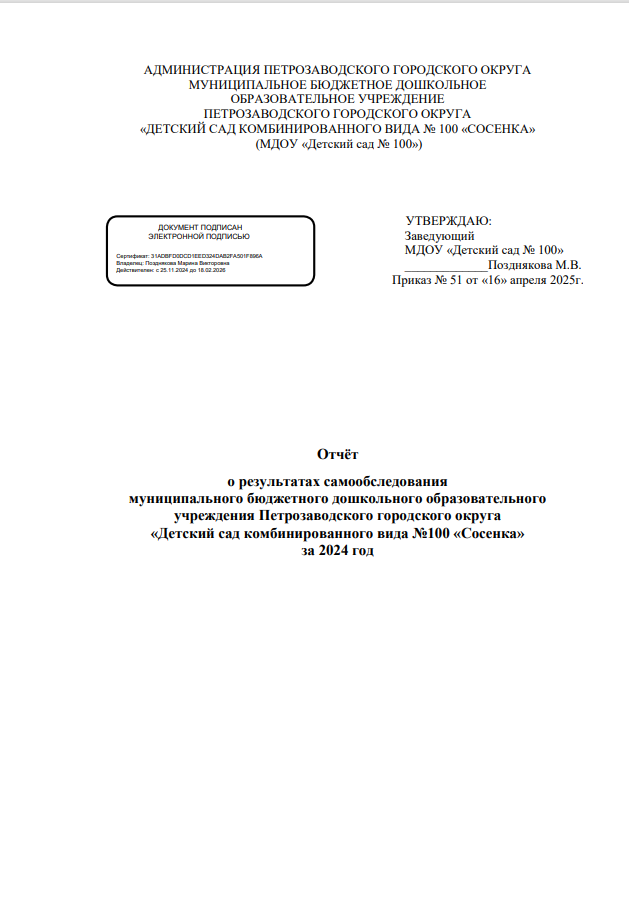 АДМИНИСТРАЦИЯ ПЕТРОЗАВОДСКОГО ГОРОДСКОГО ОКРУГА
МУНИЦИПАЛЬНОЕ БЮДЖЕТНОЕ ДОШКОЛЬНОЕ
ОБРАЗОВАТЕЛЬНОЕ УЧРЕЖДЕНИЕ
ПЕТРОЗАВОДСКОГО ГОРОДСКОГО ОКРУГА
«ДЕТСКИЙ САД КОМБИНИРОВАННОГО ВИДА № 100 «СОСЕНКА»
(МДОУ «Детский сад № 100»)
ДОКУМЕНТ ПОДПИСАН
ЭЛЕКТРОННОЙ ПОДПИСЬЮ
Сертификат:
Владелец: Позднякова Марина Викторовна
Действителен: с 25.11.2024 до 18.02.2026
УТВЕРЖДАЮ:
Заведующий
МДОУ «Детский сад № 100»
_____________Позднякова М.В.
Приказ № 51 от «16» апреля 2025г.
Отчёт
о результатах самообследования
муниципального бюджетного дошкольного образовательного
учреждения Петрозаводского городского округа
«Детский сад комбинированного вида №100 «Сосенка»
за 2024 год